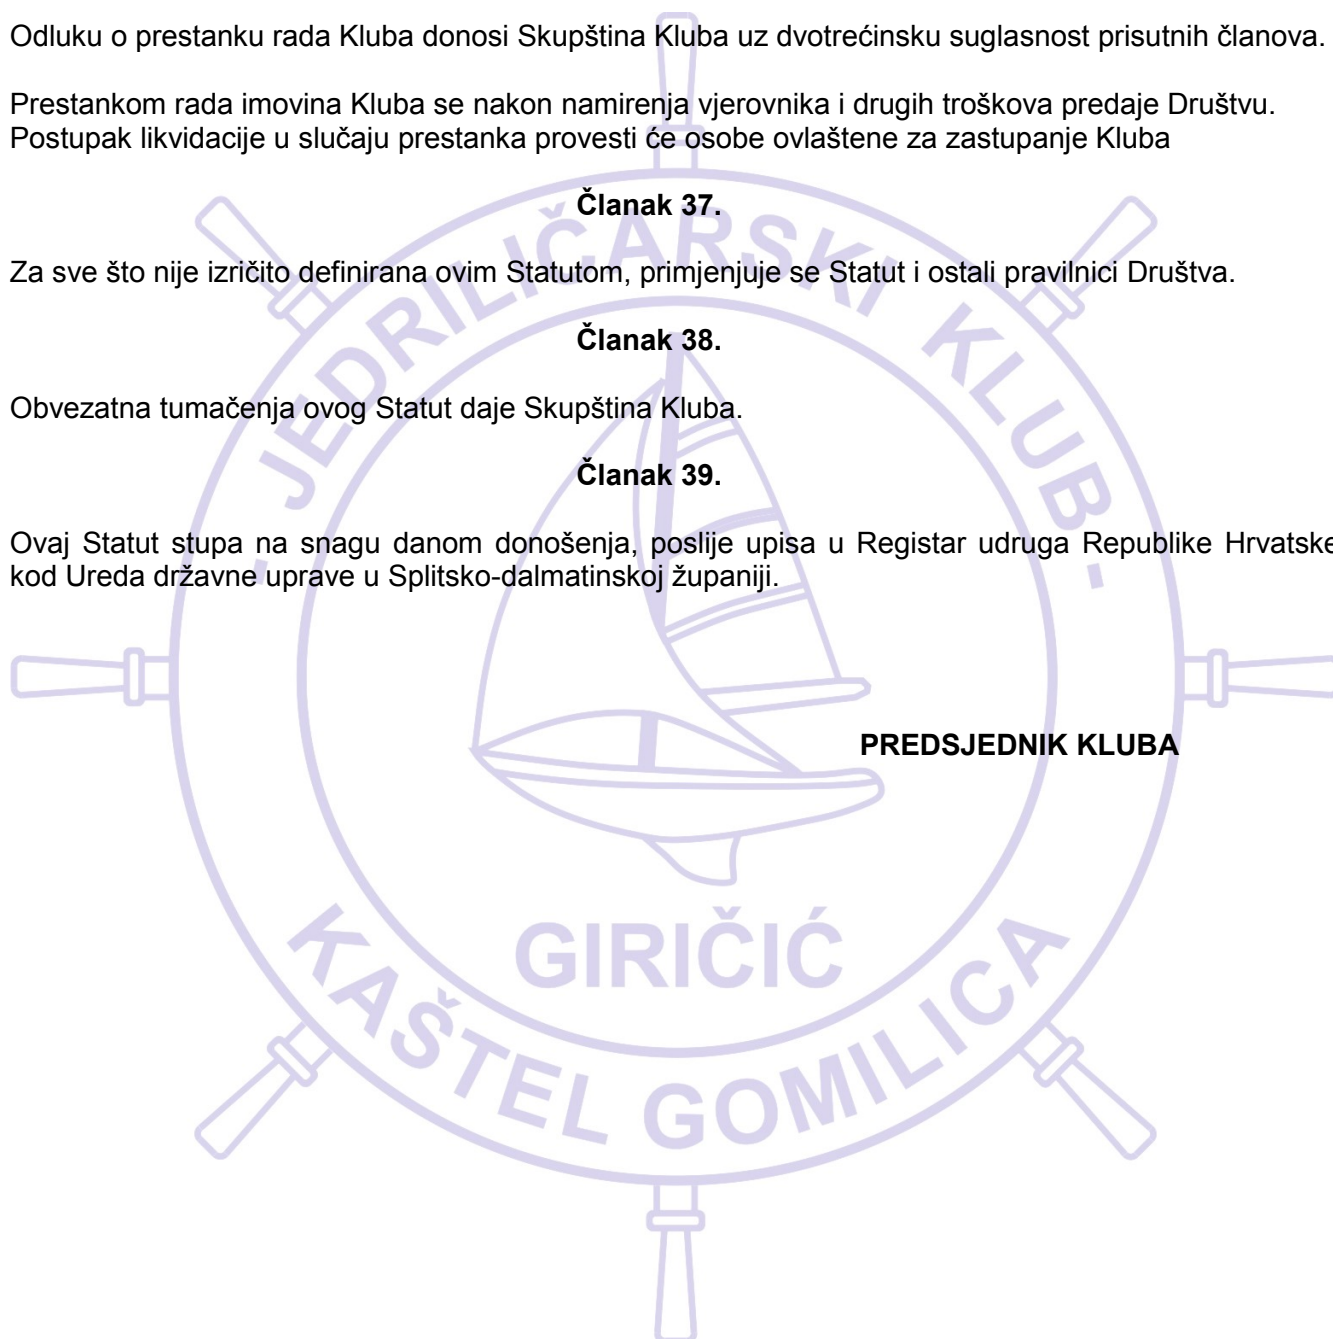 Odluku o prestanku rada Kluba donosi Skupština Kluba uz dvotrećinsku suglasnost prisutnih članova.
Prestankom rada imovina Kluba se nakon namirenja vjerovnika i drugih troškova predaje Društvu.
Postupak likvidacije u slučaju prestanka provesti će osobe ovlaštene za zastupanje Kluba
Članak 37.
Za sve što nije izričito definirana ovim Statutom, primjenjuje se Statut i ostali pravilnici Društva.
Članak 38.
Obvezatna tumačenja ovog Statut daje Skupština Kluba.
Članak 39.
Ovaj Statut stupa na snagu danom donošenja, poslije upisa u Registar udruga Republike Hrvatske
kod Ureda državne uprave u Splitsko-dalmatinskoj županiji.
PREDSJEDNIK KLUBA
- JEDRILIČARSKI KLUB -
GIRIČIĆ
KAŠTEL GOMILICA